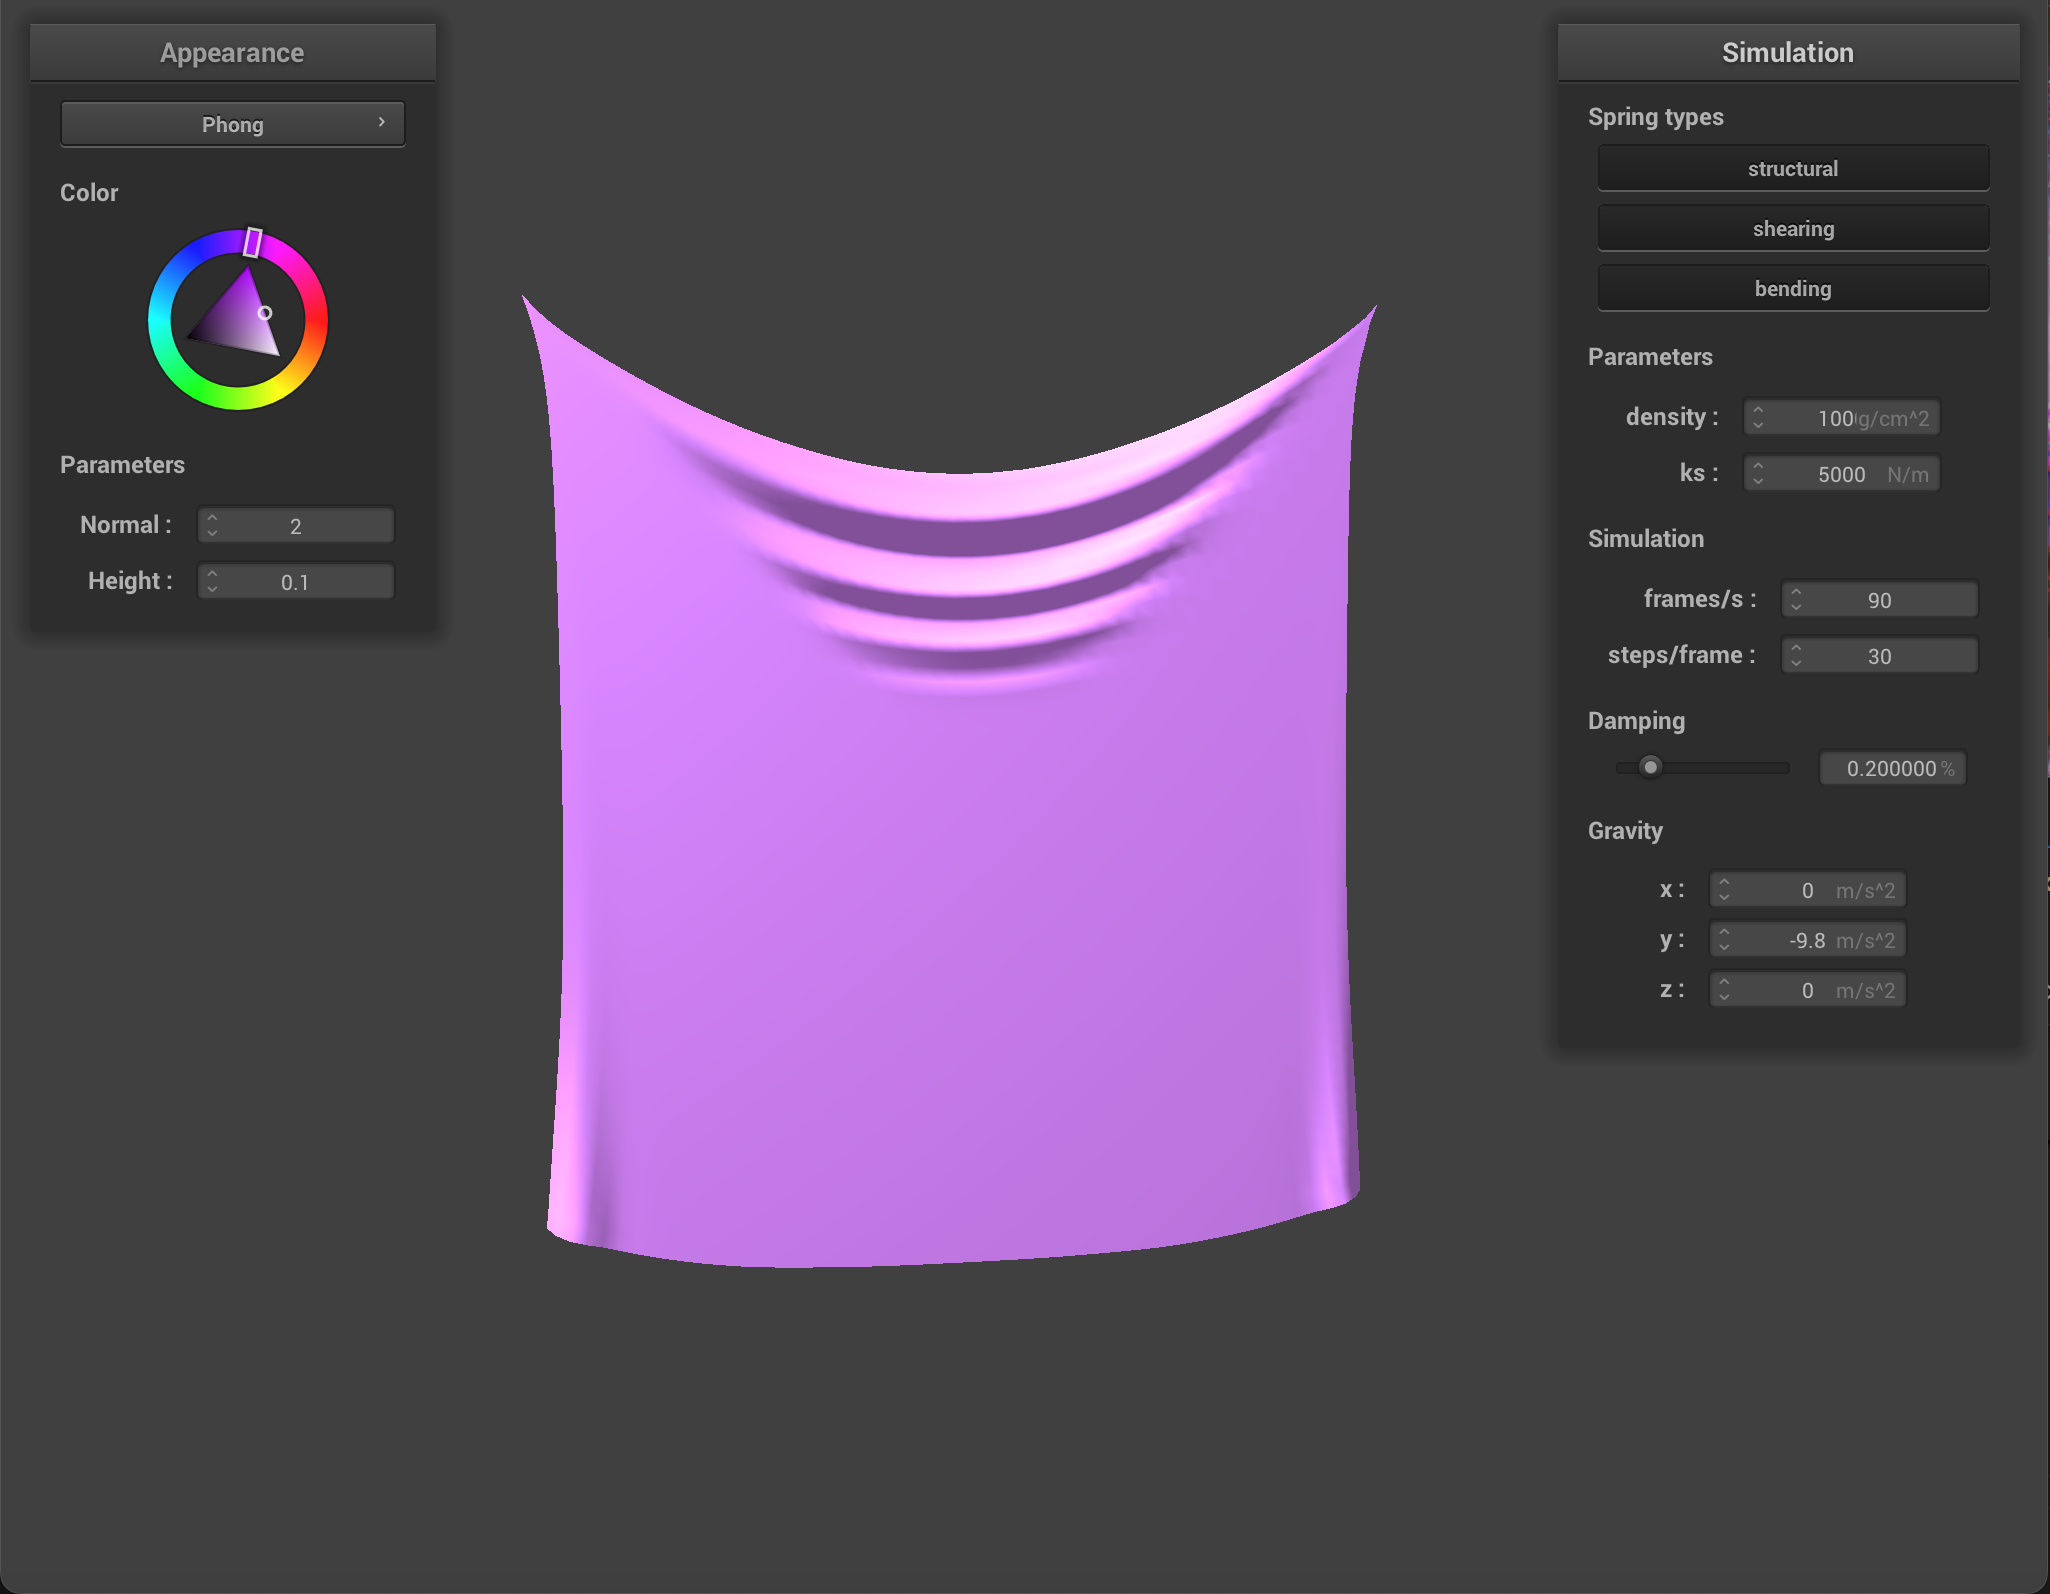 Appearance
Phong
Color
Parameters
Normal : 2
Height : 0.1
Simulation
Spring types
structural
shearing
bending
Parameters
density : 100 g/cm^2
ks : 5000 N/m
Simulation
frames/s : 90
steps/frame : 30
Damping
0.200000 %
Gravity
x : 0 m/s^2
y : -9.8 m/s^2
z : 0 m/s^2